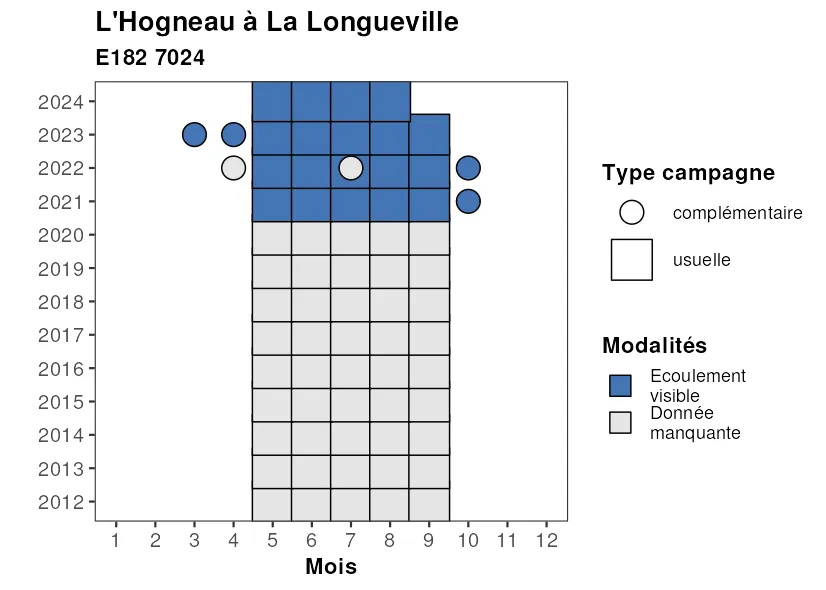 L'Hogneau à La Longueville
E182 7024
2024
2023
2022
2021
2020
2019
2018
2017
2016
2015
2014
2013
2012
1 2 3 4 5 6 7 8 9 10 11 12
Mois
Type campagne
complémentaire
usuelle
Modalités
Ecoulement
visible
Donnée
manquante